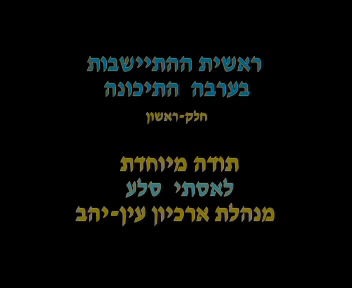 ראשית ההתיישבות
בערבה התיכונה
חלק-ראשון
תודה מיוחדת
לאסתי סלע
מנהלת ארכיון עין-יהב